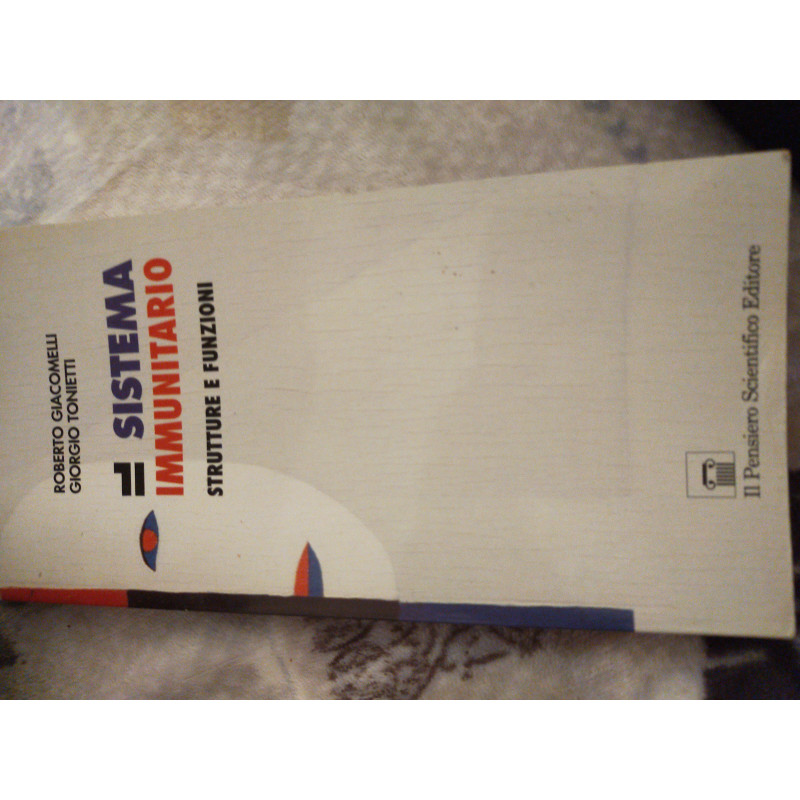 ROBERTO GIACOMELLI
GIORGIO TONIETTI
IL SISTEMA
IMMUNITARIO
STRUTTURE E FUNZIONI
Il Pensiero Scientifico Editore